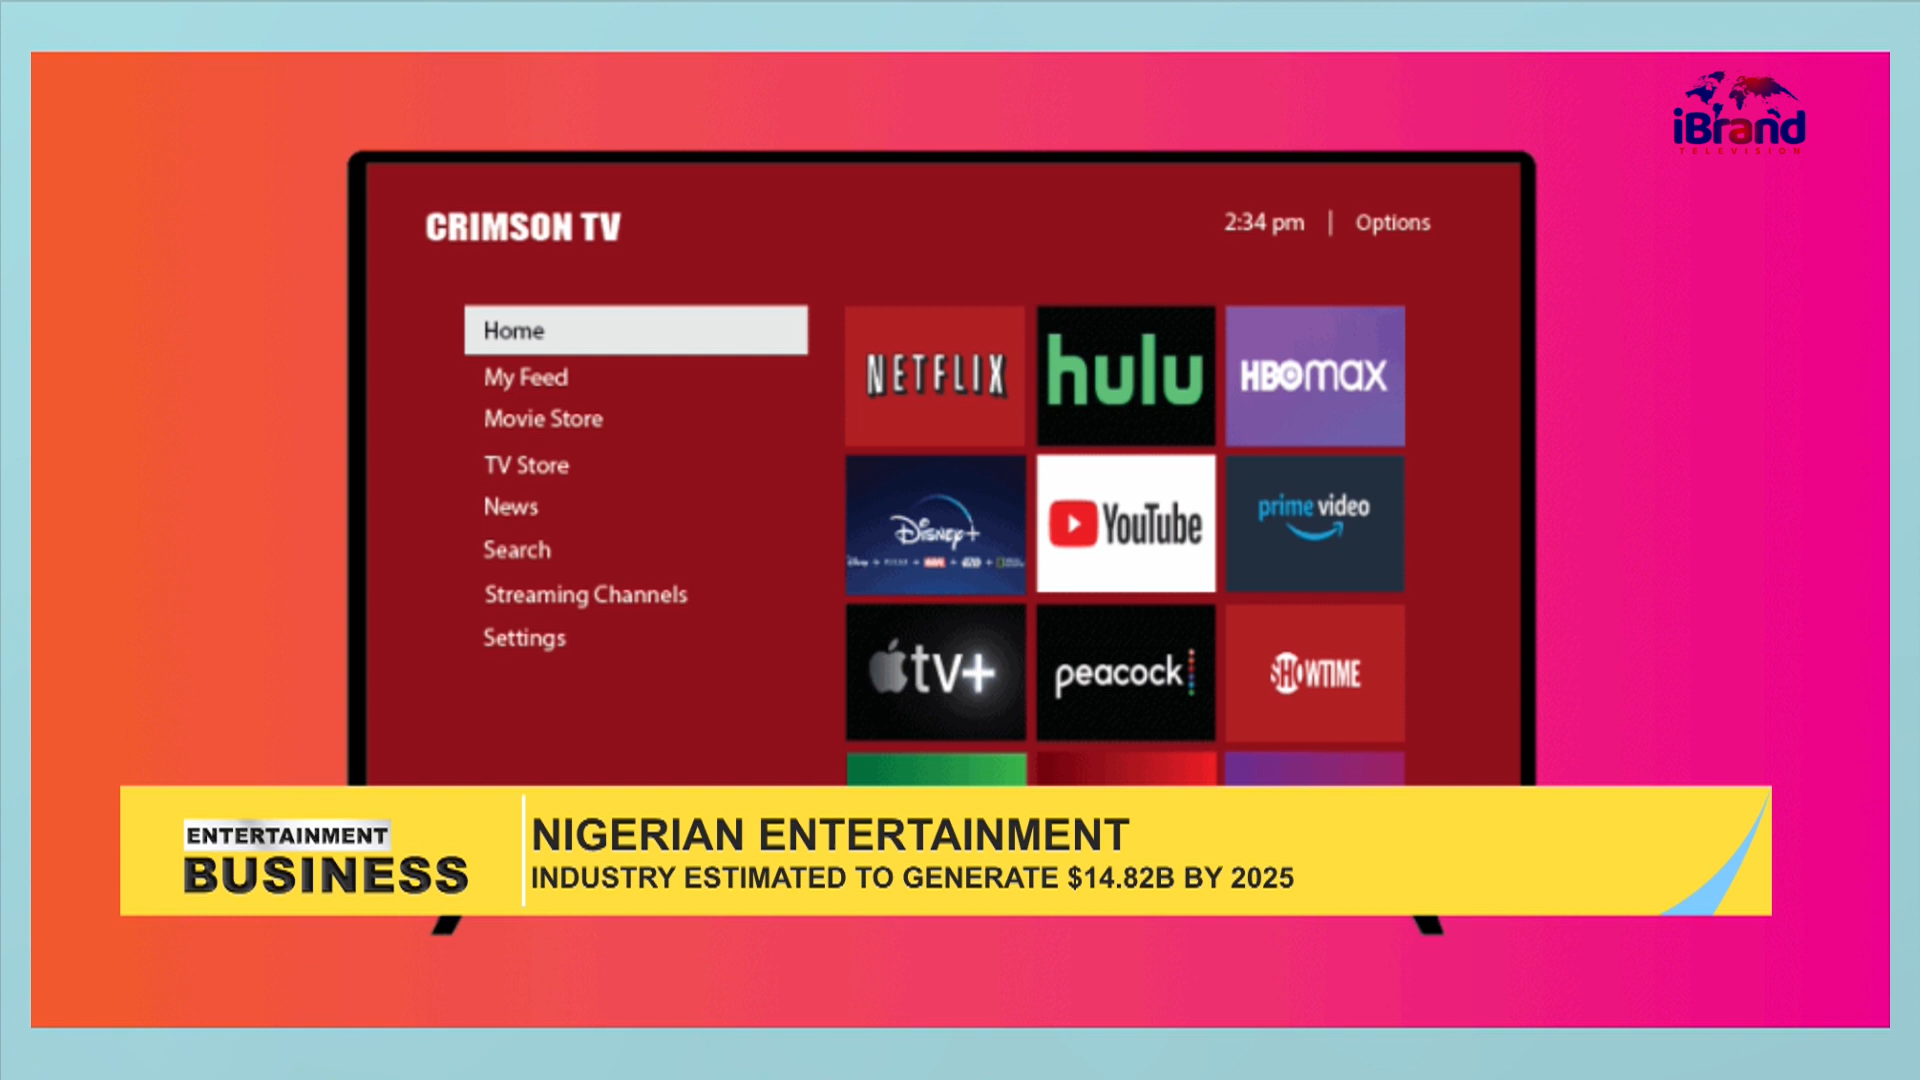 iBrand
TELEVISION
CRIMSON TV
2:34 pm | Options
Home
My Feed
Movie Store
TV Store
News
Search
Streaming Channels
Settings
NETFLIX
hulu
HBOmax
Disney+
YouTube
prime video
tv+
peacock
SHOWTIME
ENTERTAINMENT
BUSINESS
NIGERIAN ENTERTAINMENT
INDUSTRY ESTIMATED TO GENERATE $14.82B BY 2025